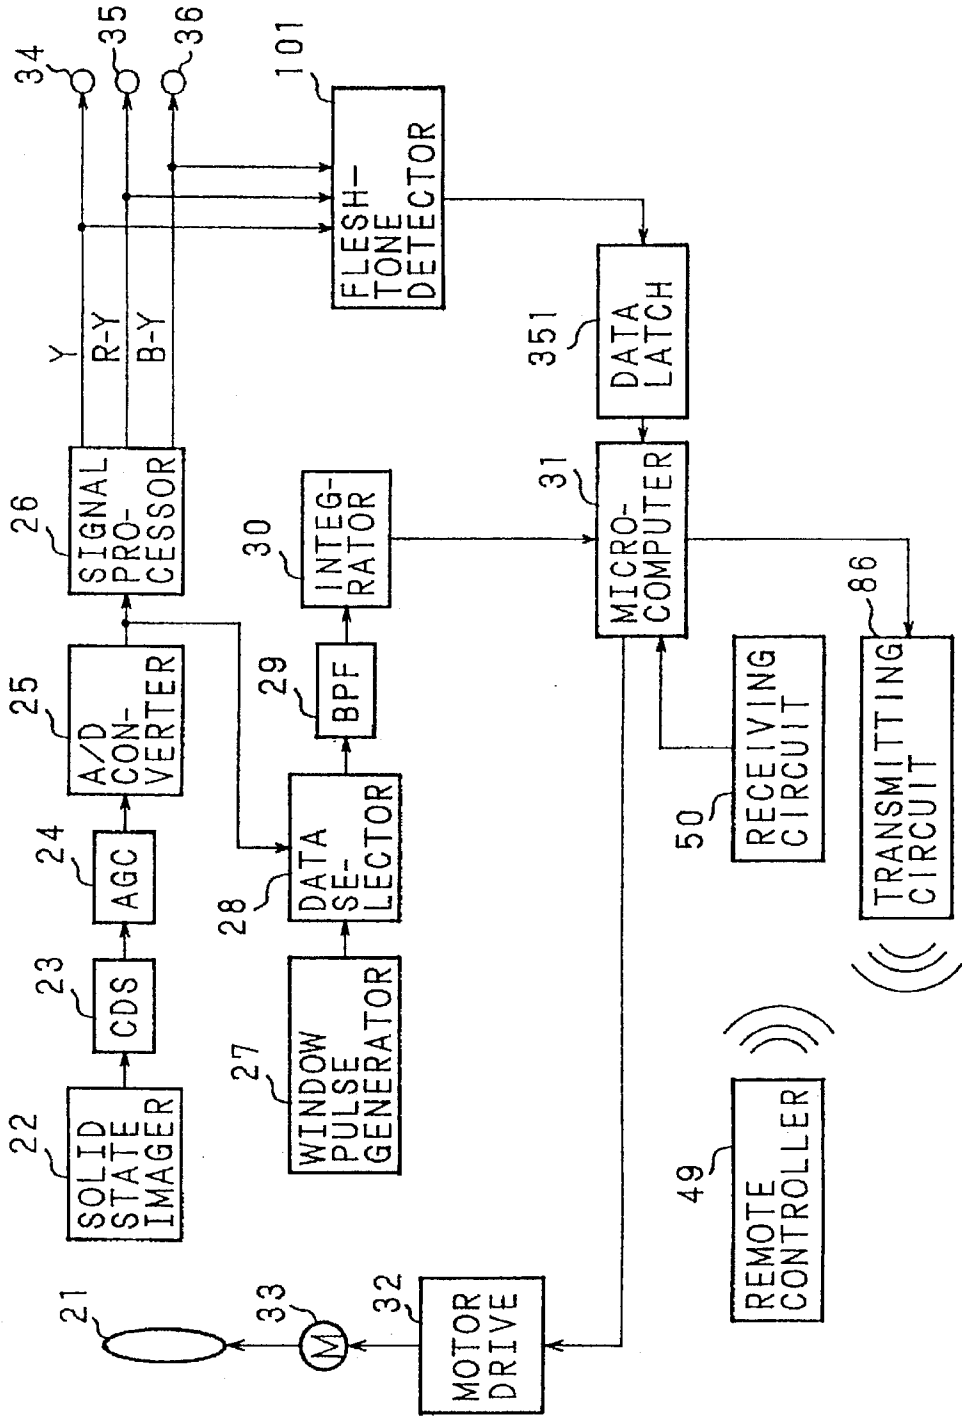 21
22
SOLID
STATE
IMAGER
23
CDS
24
AGC
25
A/D
CON-
VERTER
26
SIGNAL
PRO-
CESSOR
Y
R-Y
B-Y
34
35
36
33
M
32
MOTOR
DRIVE
27
WINDOW
PULSE
GENERATOR
28
DATA
SE-
LECTOR
29
BPF
30
INTEG-
RATOR
101
FLESH-
TONE
DETECTOR
351
DATA
LATCH
31
MICRO-
COMPUTER
49
REMOTE
CONTROLLER
50
RECEIVING
CIRCUIT
86
TRANSMITTING
CIRCUIT